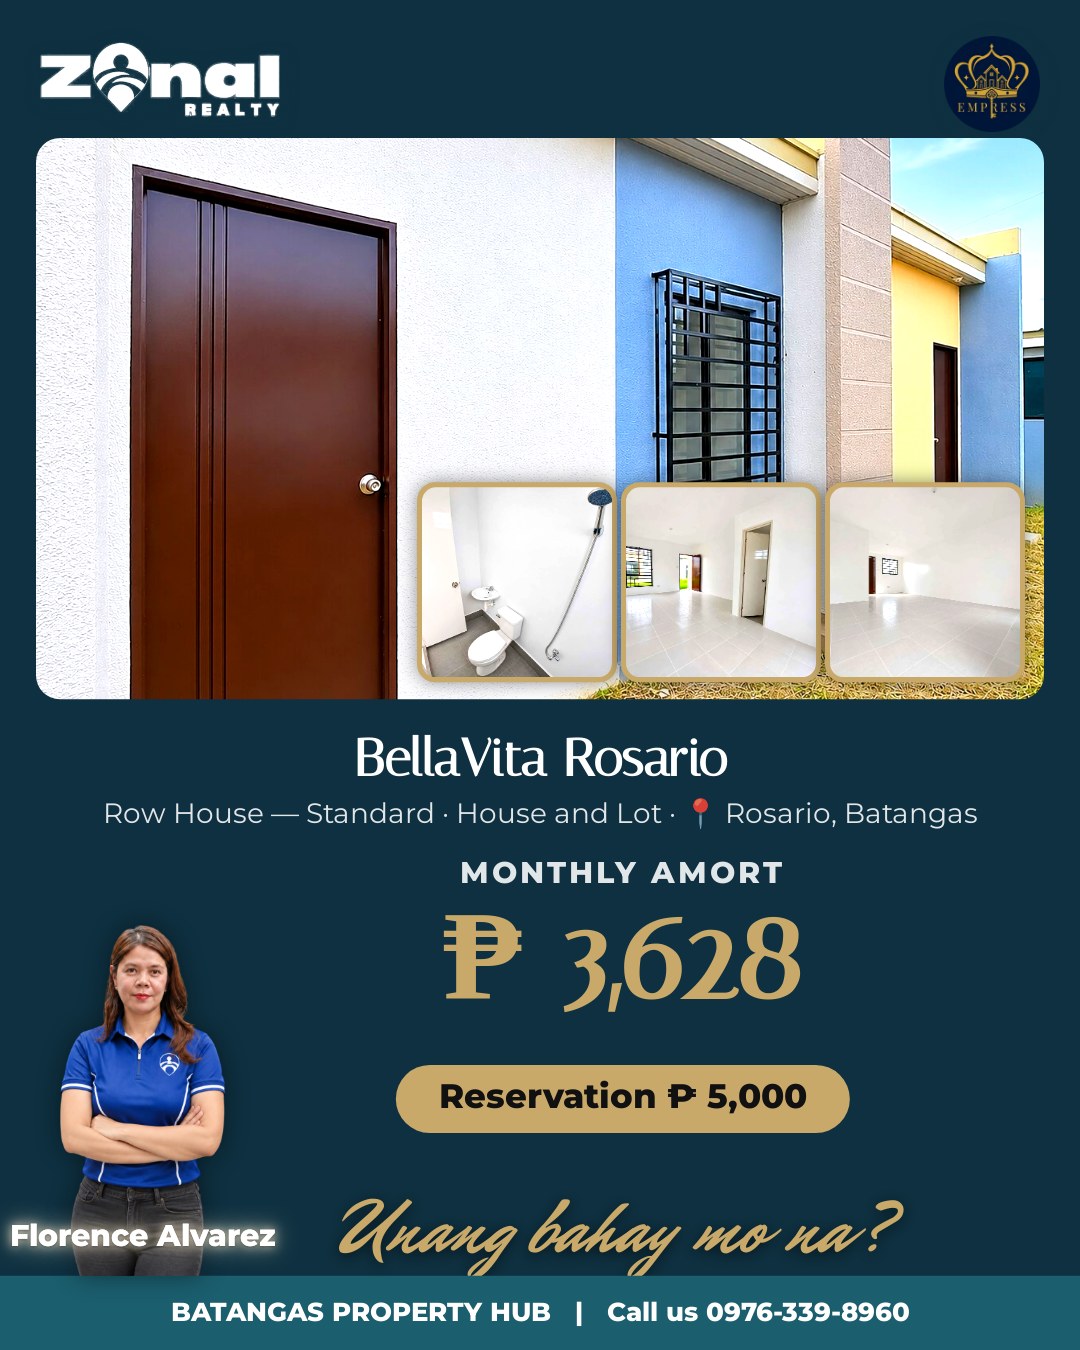 Zonal
REALTY
EMPRESS
BellaVita Rosario
Row House — Standard · House and Lot · 📍 Rosario, Batangas
MONTHLY AMORT
₱ 3,628
Reservation ₱ 5,000
Florence Alvarez
Unang bahay mo na?
BATANGAS PROPERTY HUB | Call us 0976-339-8960